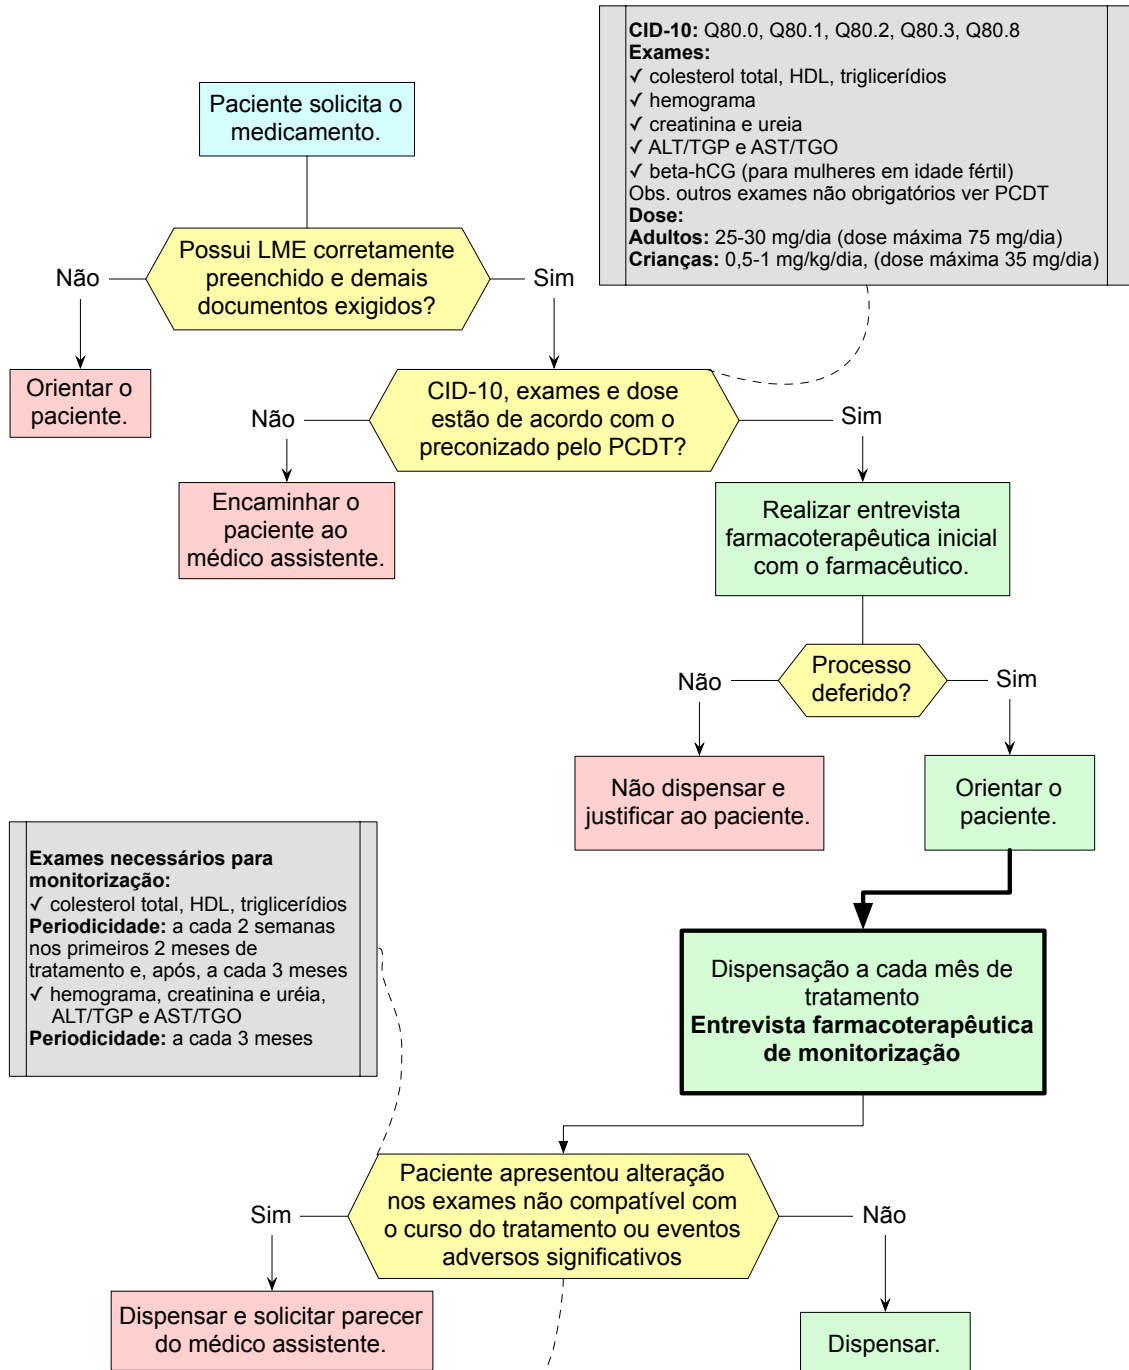 CID-10: Q80.0, Q80.1, Q80.2, Q80.3, Q80.8
Exames:
✓ colesterol total, HDL, triglicerídios
✓ hemograma
✓ creatinina e ureia
✓ ALT/TGP e AST/TGO
✓ beta-hCG (para mulheres em idade fértil)
Obs. outros exames não obrigatórios ver PCDT
Dose:
Adultos: 25-30 mg/dia (dose máxima 75 mg/dia)
Crianças: 0,5-1 mg/kg/dia, (dose máxima 35 mg/dia)
Paciente solicita o
medicamento.
Possui LME corretamente
preenchido e demais
documentos exigidos?
Não
Sim
Orientar o
paciente.
CID-10, exames e dose
estão de acordo com o
preconizado pelo PCDT?
Não
Sim
Encaminhar o
paciente ao
médico assistente.
Realizar entrevista
farmacoterapêutica inicial
com o farmacêutico.
Processo
deferido?
Não
Sim
Não dispensar e
justificar ao paciente.
Orientar o
paciente.
Exames necessários para
monitorização:
✓ colesterol total, HDL, triglicerídios
Periodicidade: a cada 2 semanas
nos primeiros 2 meses de
tratamento e, após, a cada 3 meses
✓ hemograma, creatinina e uréia,
ALT/TGP e AST/TGO
Periodicidade: a cada 3 meses
Dispensação a cada mês de
tratamento
Entrevista farmacoterapêutica
de monitorização
Paciente apresentou alteração
nos exames não compatível com
o curso do tratamento ou eventos
adversos significativos
Sim
Não
Dispensar e solicitar parecer
do médico assistente.
Dispensar.